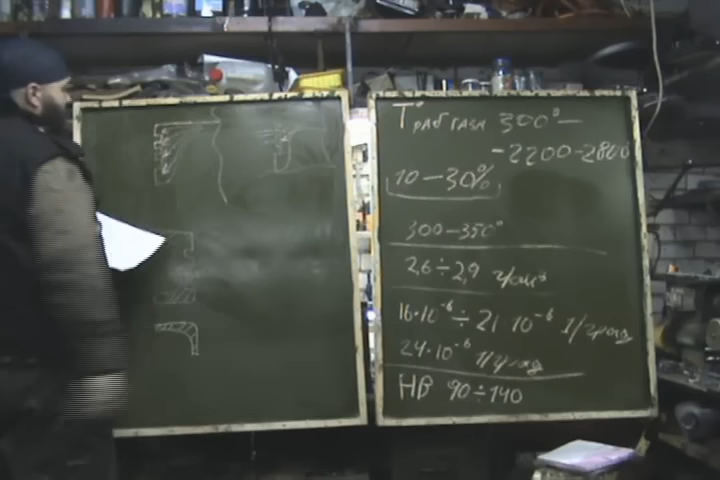 T° раб газа 300° –
- 2200 - 2800
10 – 30%
300 – 350°
2,6 ÷ 2,9 г/см³
16·10⁻⁶ ÷ 21 10⁻⁶ 1/град
24·10⁻⁶ 1/град
HB 90 ÷ 140